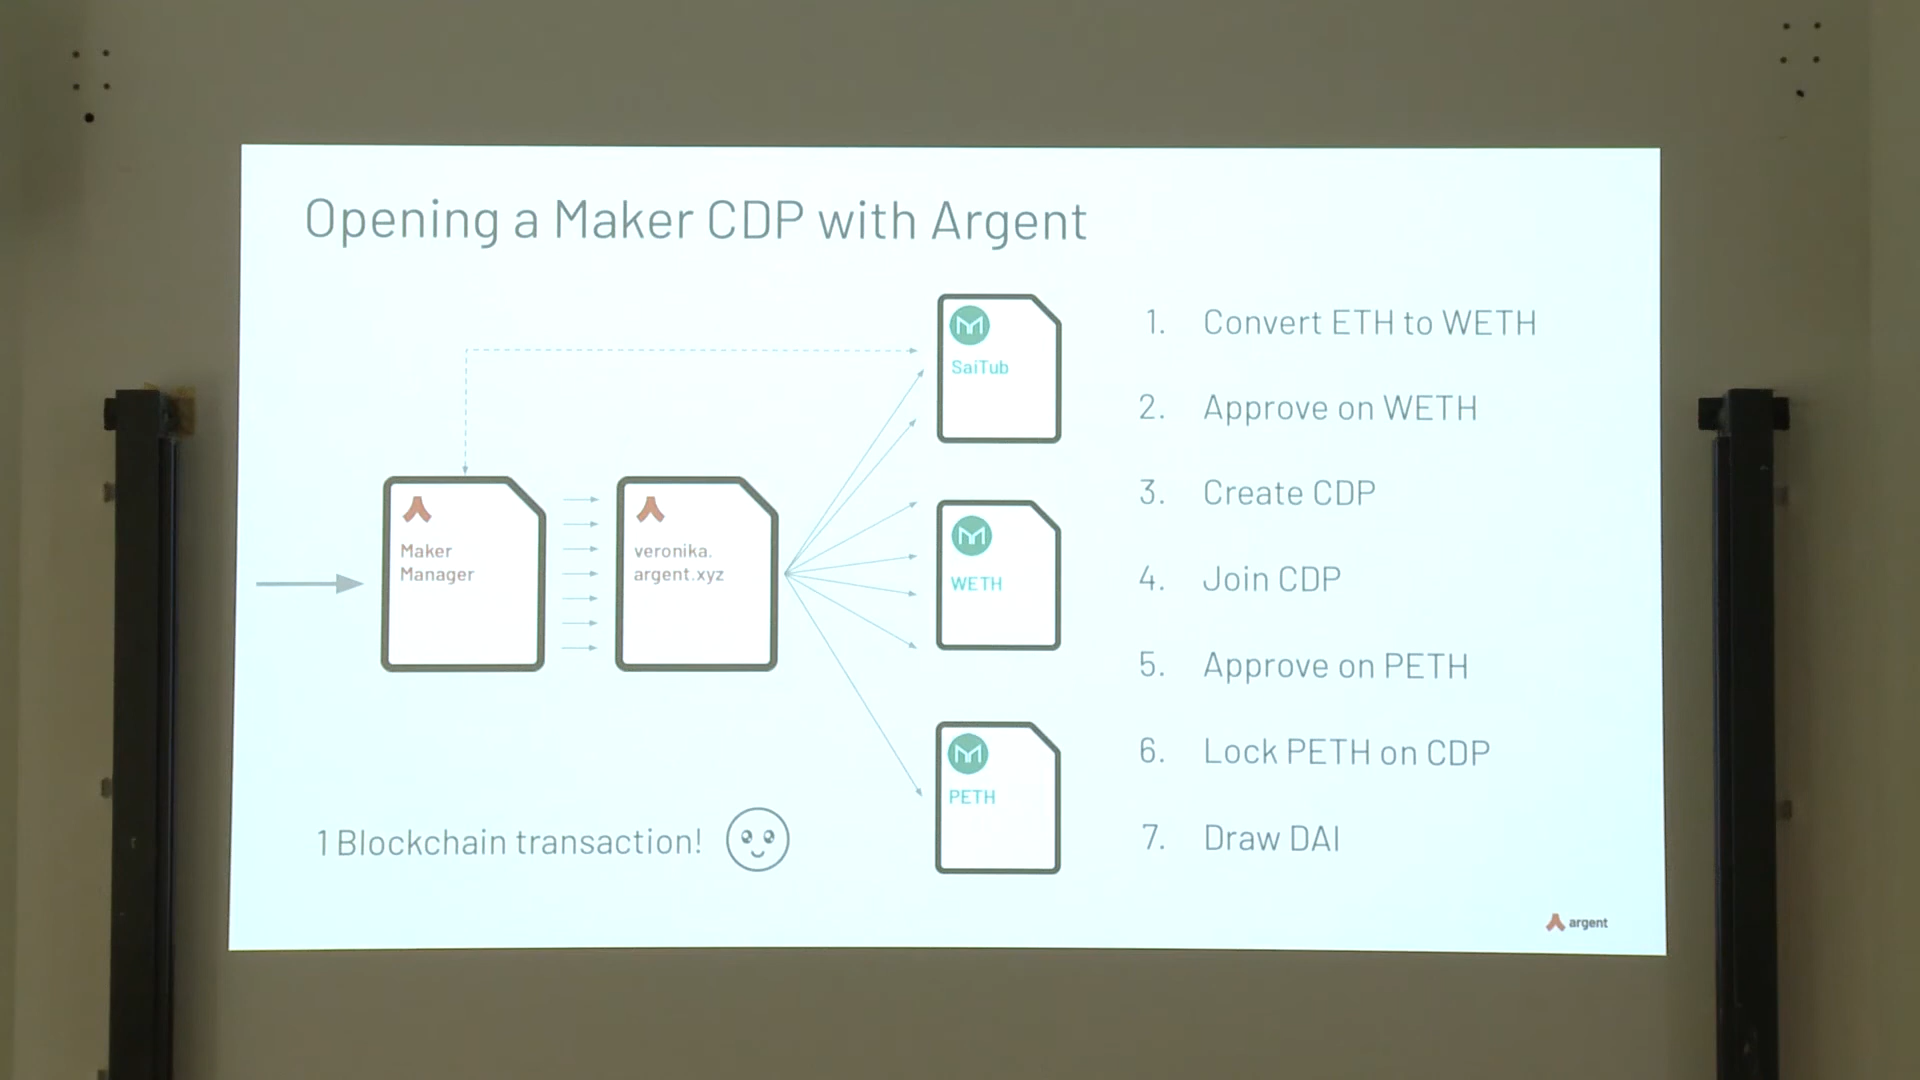 Opening a Maker CDP with Argent
SaiTub
Maker
Manager
veronika.
argent.xyz
WETH
PETH
1. Convert ETH to WETH
2. Approve on WETH
3. Create CDP
4. Join CDP
5. Approve on PETH
6. Lock PETH on CDP
7. Draw DAI
1 Blockchain transaction!
argent